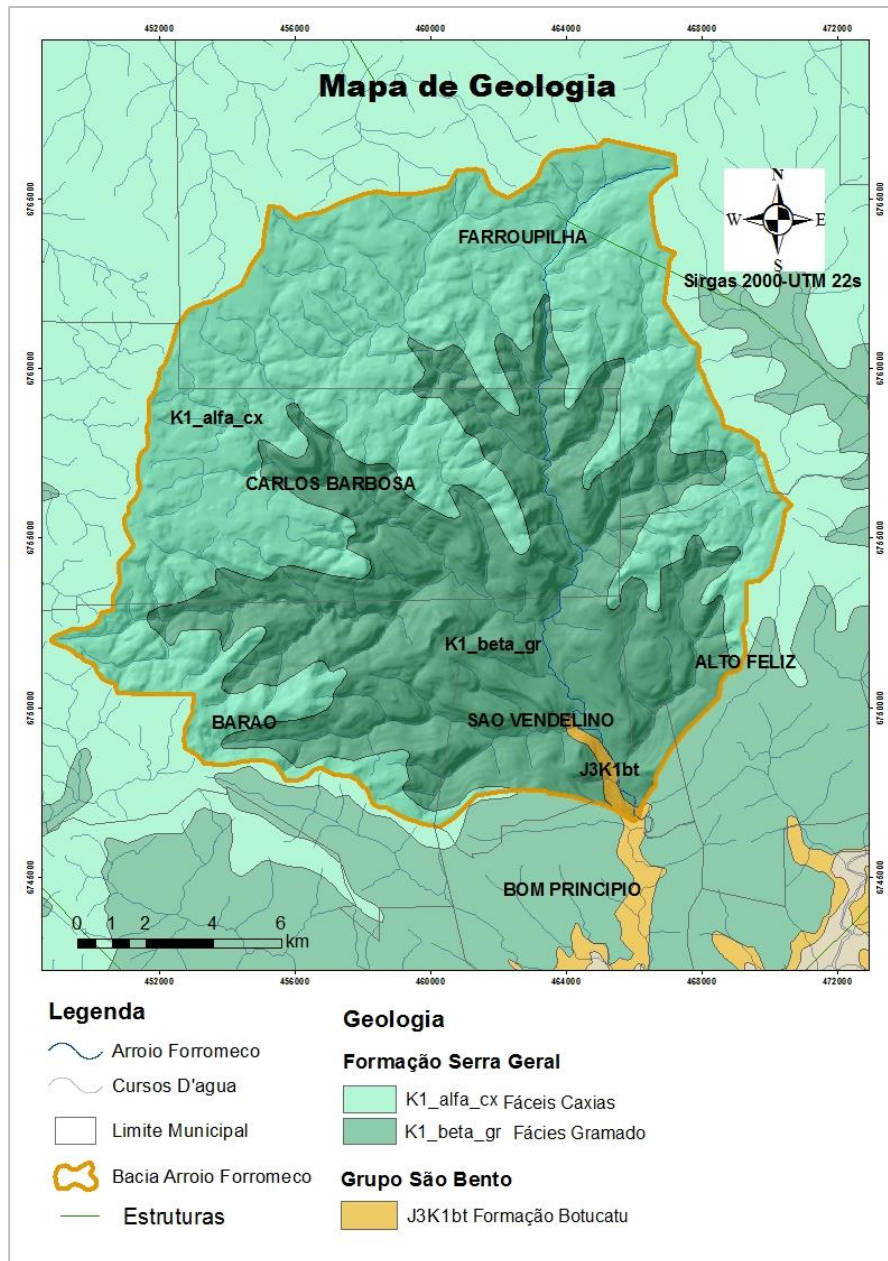 452000 456000 460000 464000 468000 472000
Mapa de Geologia
N
W E
S
Sirgas 2000-UTM 22s
FARROUPILHA
K1_alfa_cx
CARLOS BARBOSA
K1_beta_gr
ALTO FELIZ
BARAO
SAO VENDELINO
J3K1bt
BOM PRINCIPIO
0 1 2 4 6
km
452000 456000 460000 464000 468000 472000
Legenda
Arroio Forromeco
Cursos D'agua
Limite Municipal
Bacia Arroio Forromeco
Estruturas
Geologia
Formação Serra Geral
K1_alfa_cx Fáceis Caxias
K1_beta_gr Fácies Gramado
Grupo São Bento
J3K1bt Formação Botucatu